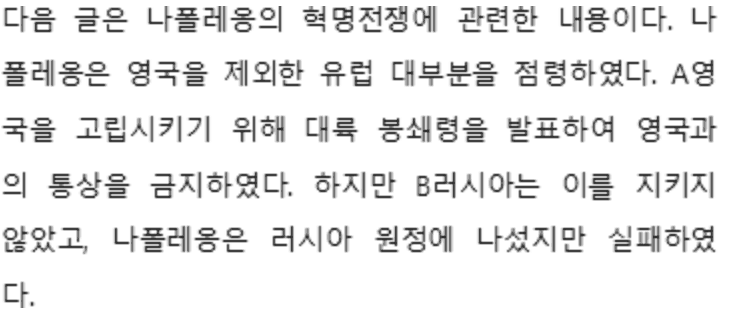 다음 글은 나폴레옹의 혁명전쟁에 관련한 내용이다. 나
폴레옹은 영국을 제외한 유럽 대부분을 점령하였다. A영
국을 고립시키기 위해 대륙 봉쇄령을 발표하여 영국과
의 통상을 금지하였다. 하지만 B러시아는 이를 지키지
않았고, 나폴레옹은 러시아 원정에 나섰지만 실패하였
다.